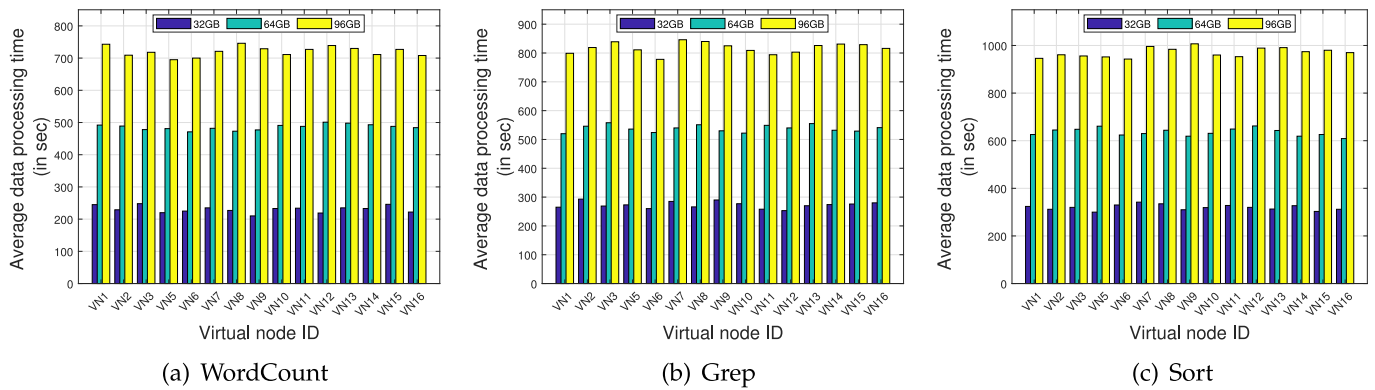 32GB 64GB 96GB
800
700
600
500
400
300
200
100
0
Average data processing time
(in sec)
VN1 VN2 VN3 VN5 VN6 VN7 VN8 VN9 VN10 VN11 VN12 VN13 VN14 VN15 VN16
Virtual node ID
(a) WordCount
32GB 64GB 96GB
900
800
700
600
500
400
300
200
100
0
Average data processing time
(in sec)
VN1 VN2 VN3 VN5 VN6 VN7 VN8 VN9 VN10 VN11 VN12 VN13 VN14 VN15 VN16
Virtual node ID
(b) Grep
32GB 64GB 96GB
1000
800
600
400
200
0
Average data processing time
(in sec)
VN1 VN2 VN3 VN5 VN6 VN7 VN8 VN9 VN10 VN11 VN12 VN13 VN14 VN15 VN16
Virtual node ID
(c) Sort